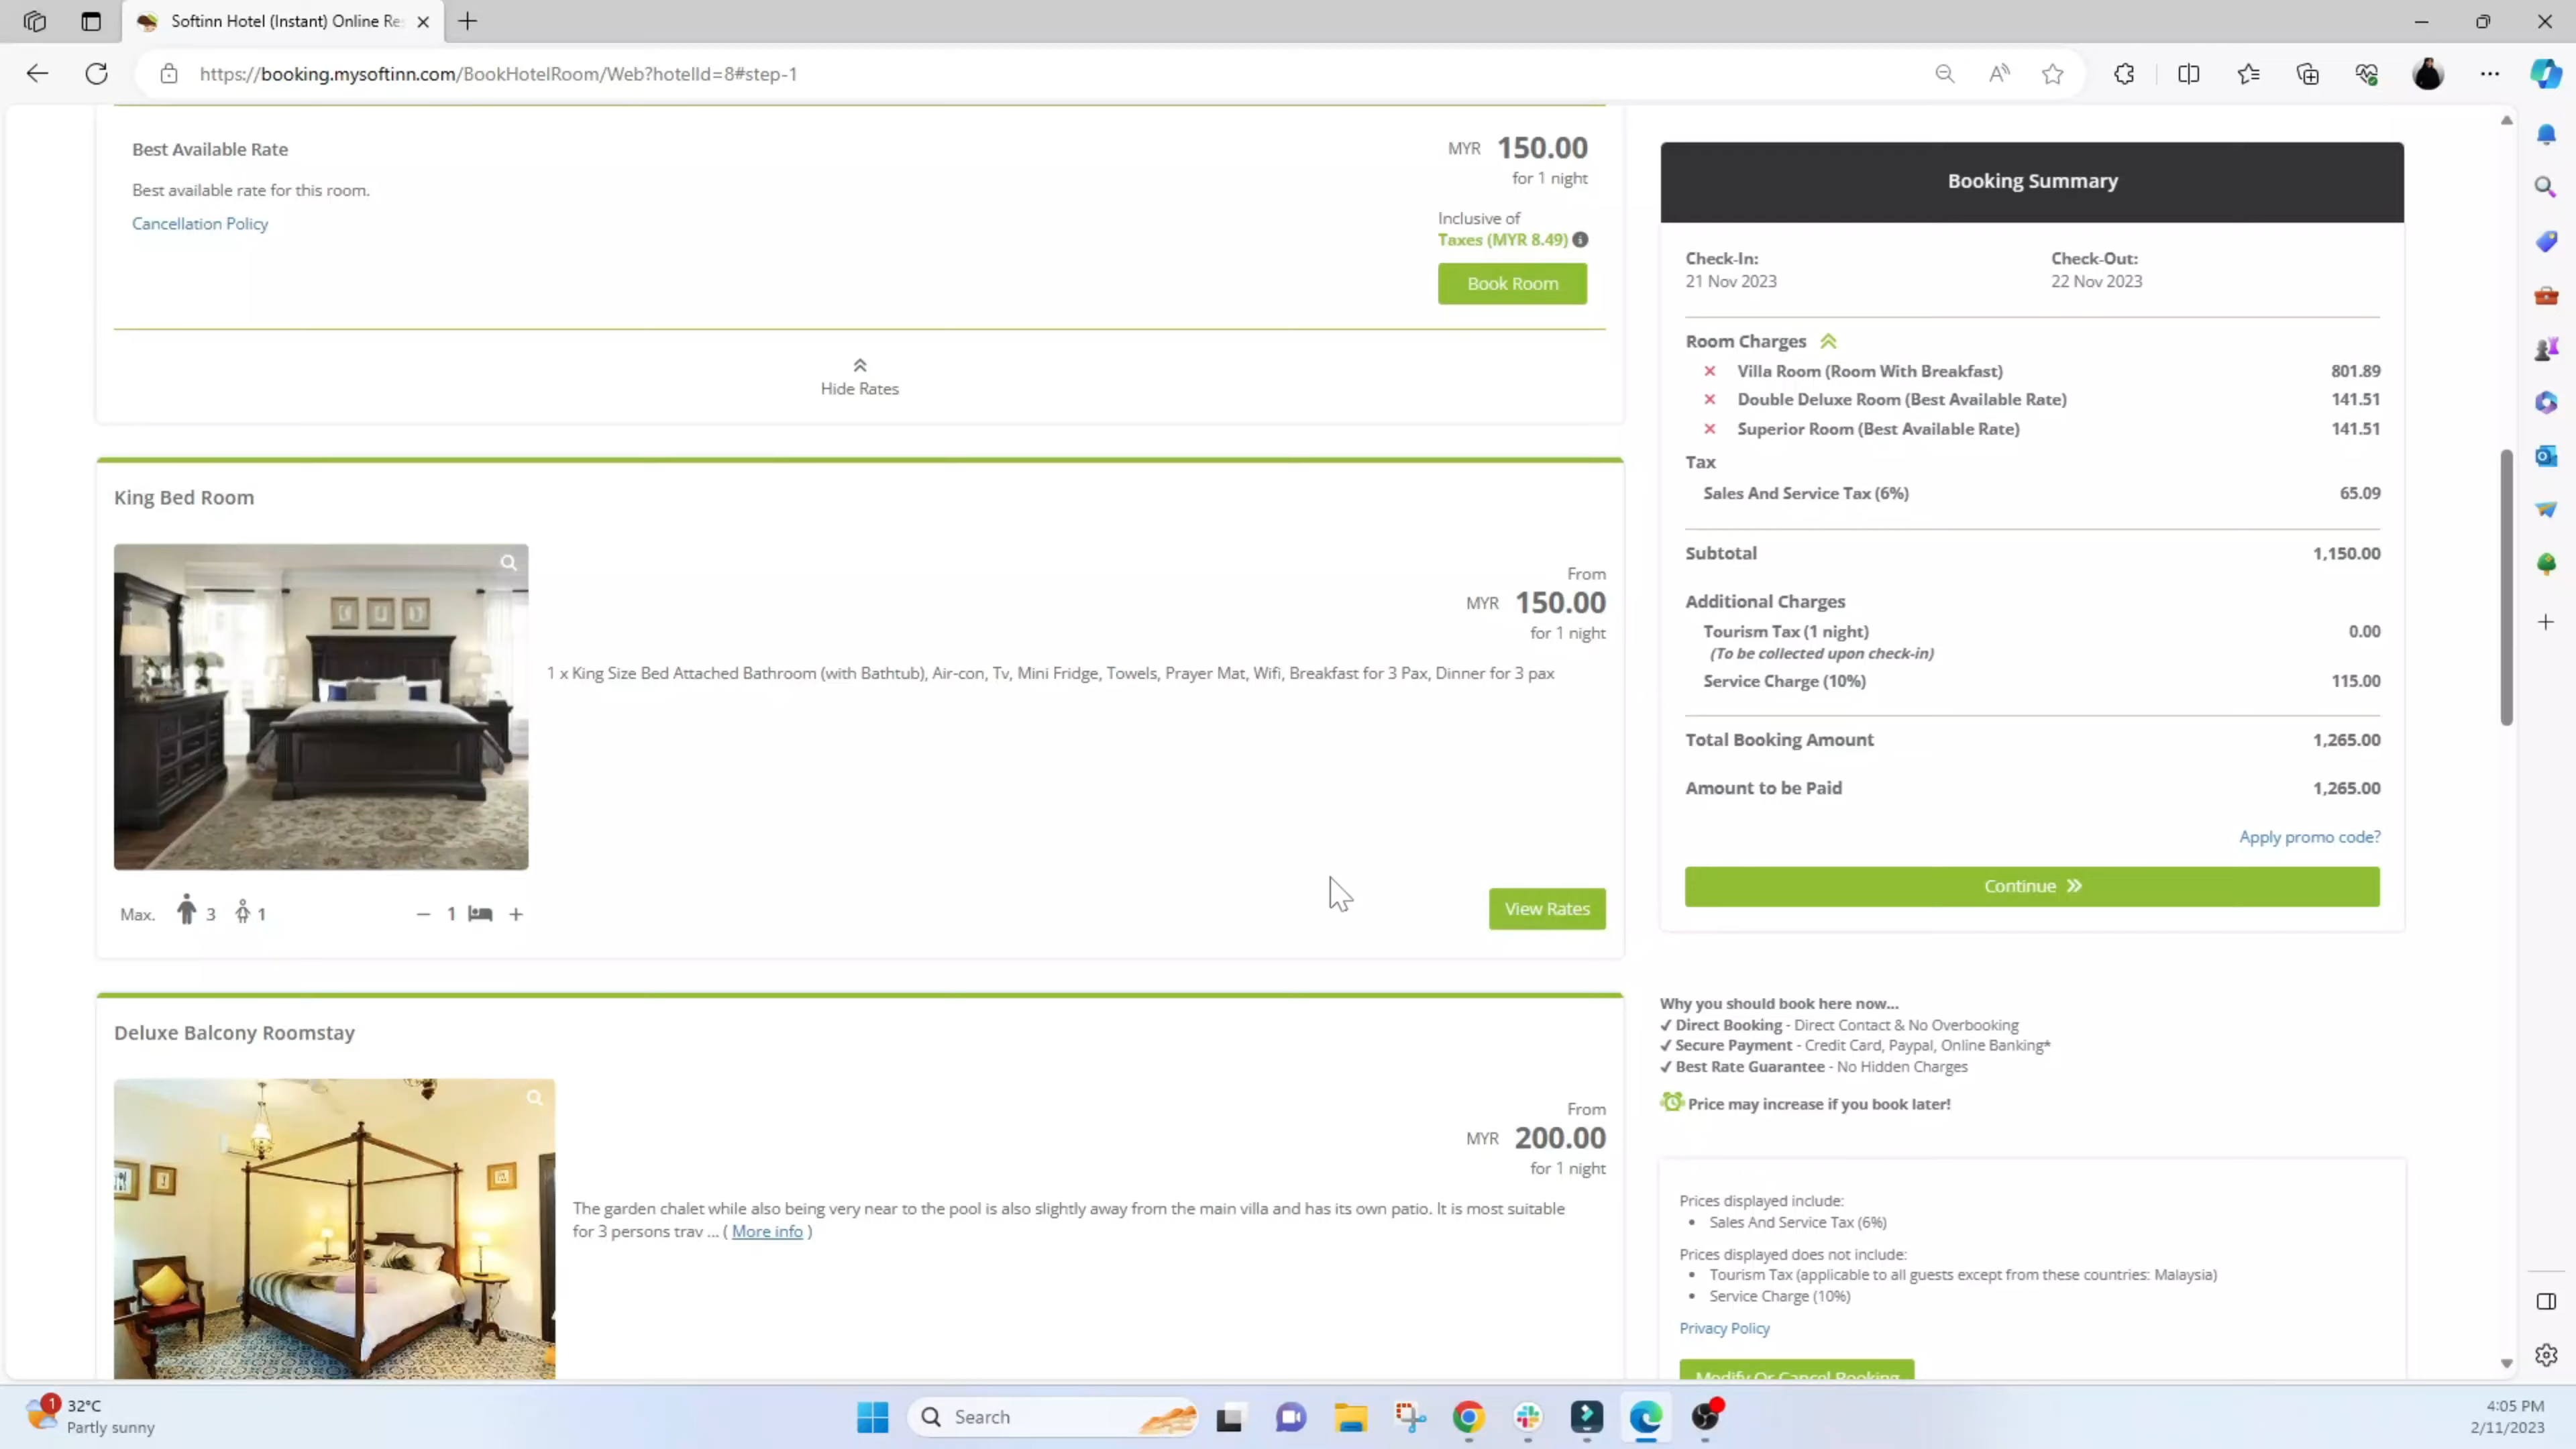 Softinn Hotel (Instant) Online Re
https://booking.mysoftinn.com/BookHotelRoom/Web?hotelId=8#step-1
Best Available Rate
Best available rate for this room.
Cancellation Policy
MYR 150.00
for 1 night
Inclusive of
Taxes (MYR 8.49)
Book Room
Hide Rates
King Bed Room
From
MYR 150.00
for 1 night
1 x King Size Bed Attached Bathroom (with Bathtub), Air-con, Tv, Mini Fridge, Towels, Prayer Mat, Wifi, Breakfast for 3 Pax, Dinner for 3 pax
Max. 3 1
− 1 +
View Rates
Deluxe Balcony Roomstay
From
MYR 200.00
for 1 night
The garden chalet while also being very near to the pool is also slightly away from the main villa and has its own patio. It is most suitable
for 3 persons trav ... ( More info )
Booking Summary
Check-In: Check-Out:
21 Nov 2023 22 Nov 2023
Room Charges
× Villa Room (Room With Breakfast) 801.89
× Double Deluxe Room (Best Available Rate) 141.51
× Superior Room (Best Available Rate) 141.51
Tax
Sales And Service Tax (6%) 65.09
Subtotal 1,150.00
Additional Charges
Tourism Tax (1 night) 0.00
(To be collected upon check-in)
Service Charge (10%) 115.00
Total Booking Amount 1,265.00
Amount to be Paid 1,265.00
Apply promo code?
Continue »
Why you should book here now...
✓ Direct Booking - Direct Contact & No Overbooking
✓ Secure Payment - Credit Card, Paypal, Online Banking*
✓ Best Rate Guarantee - No Hidden Charges
Price may increase if you book later!
Prices displayed include:
• Sales And Service Tax (6%)
Prices displayed does not include:
• Tourism Tax (applicable to all guests except from these countries: Malaysia)
• Service Charge (10%)
Privacy Policy
Modify Or Cancel Booking
1
32°C
Partly sunny
Search
4:05 PM
2/11/2023